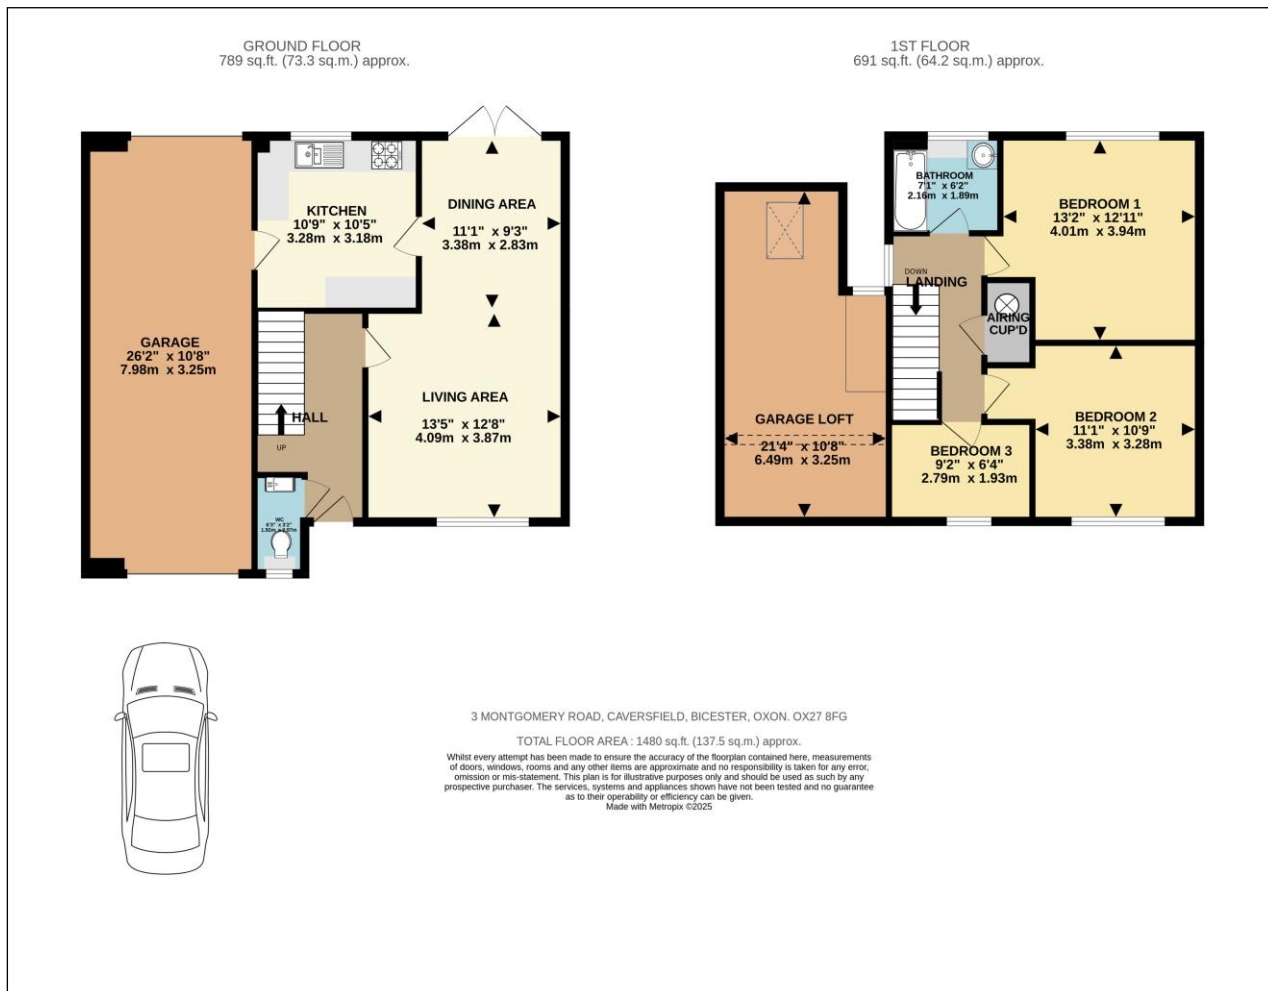 GROUND FLOOR
789 sq.ft. (73.3 sq.m.) approx.
1ST FLOOR
691 sq.ft. (64.2 sq.m.) approx.
KITCHEN
10'9" x 10'5"
3.28m x 3.18m
DINING AREA
11'1" x 9'3"
3.38m x 2.83m
GARAGE
26'2" x 10'8"
7.98m x 3.25m
HALL
UP
LIVING AREA
13'5" x 12'8"
4.09m x 3.87m
WC
BATHROOM
7'1" x 6'2"
2.16m x 1.89m
BEDROOM 1
13'2" x 12'11"
4.01m x 3.94m
DOWN
LANDING
AIRING
CUP'D
GARAGE LOFT
21'4" x 10'8"
6.49m x 3.25m
BEDROOM 2
11'1" x 10'9"
3.38m x 3.28m
BEDROOM 3
9'2" x 6'4"
2.79m x 1.93m
3 MONTGOMERY ROAD, CAVERSFIELD, BICESTER, OXON. OX27 8FG
TOTAL FLOOR AREA : 1480 sq.ft. (137.5 sq.m.) approx.
Whilst every attempt has been made to ensure the accuracy of the floorplan contained here, measurements
of doors, windows, rooms and any other items are approximate and no responsibility is taken for any error,
omission or mis-statement. This plan is for illustrative purposes only and should be used as such by any
prospective purchaser. The services, systems and appliances shown have not been tested and no guarantee
as to their operability or efficiency can be given.
Made with Metropix ©2025